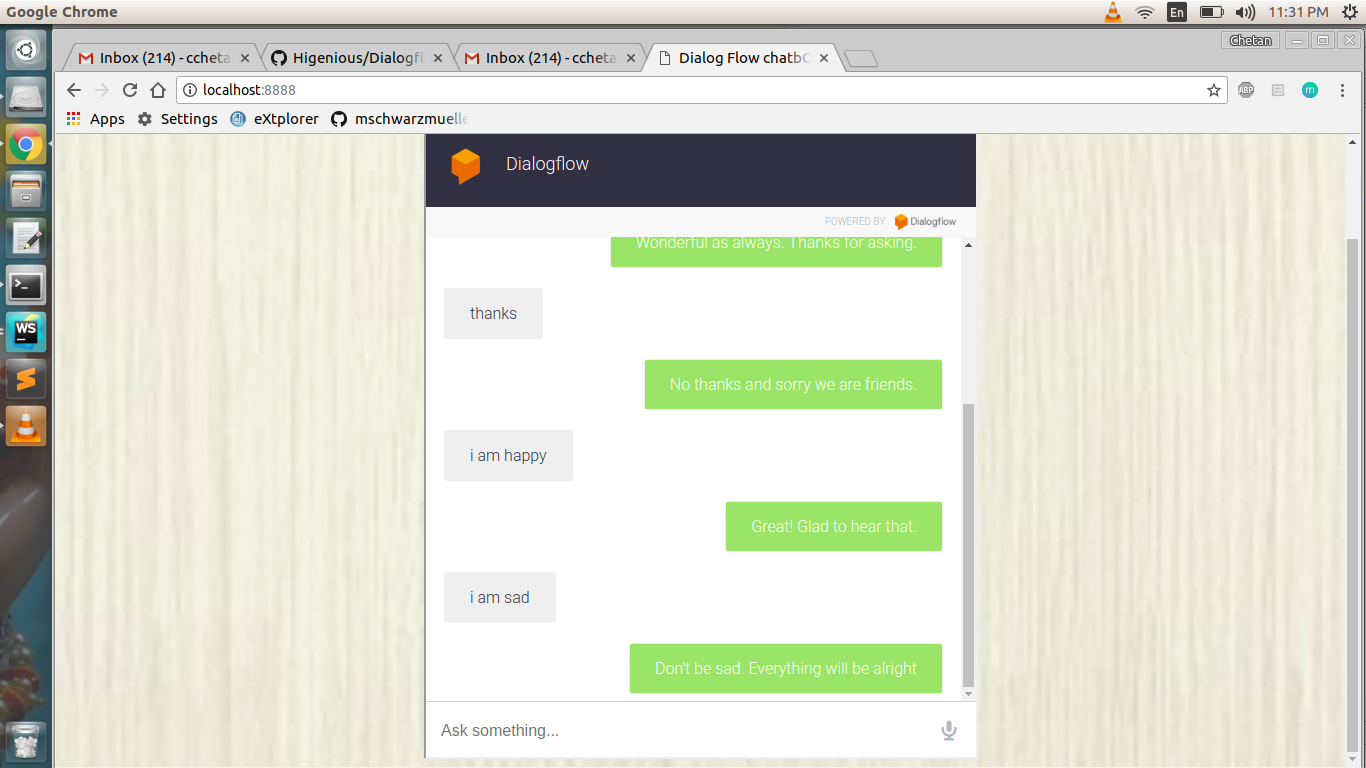 Google Chrome
En
11:31 PM
Chetan
Inbox (214) - ccheta
Higenious/Dialogfl
Inbox (214) - ccheta
Dialog Flow chatb
localhost:8888
ABP
m
Apps
Settings
eXtplorer
mschwarzmuelle
WS
Dialogflow
POWERED BY Dialogflow
Wonderful as always. Thanks for asking.
thanks
No thanks and sorry we are friends.
i am happy
Great! Glad to hear that.
i am sad
Don't be sad. Everything will be alright
Ask something...